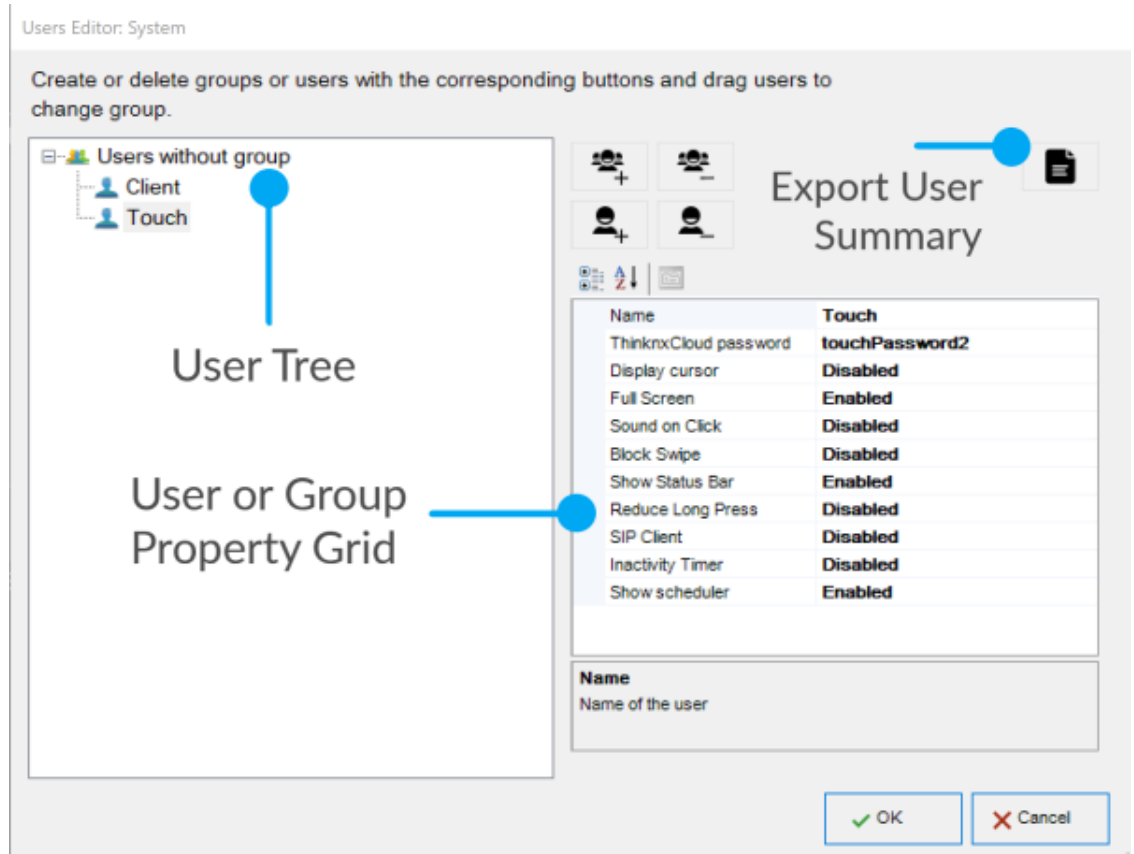 Users Editor: System
Create or delete groups or users with the corresponding buttons and drag users to
change group.
Users without group
Client
Touch
User Tree
User or Group
Property Grid
Export User
Summary
Name Touch
ThinknxCloud password touchPassword2
Display cursor Disabled
Full Screen Enabled
Sound on Click Disabled
Block Swipe Disabled
Show Status Bar Enabled
Reduce Long Press Disabled
SIP Client Disabled
Inactivity Timer Disabled
Show scheduler Enabled
Name
Name of the user
OK
Cancel